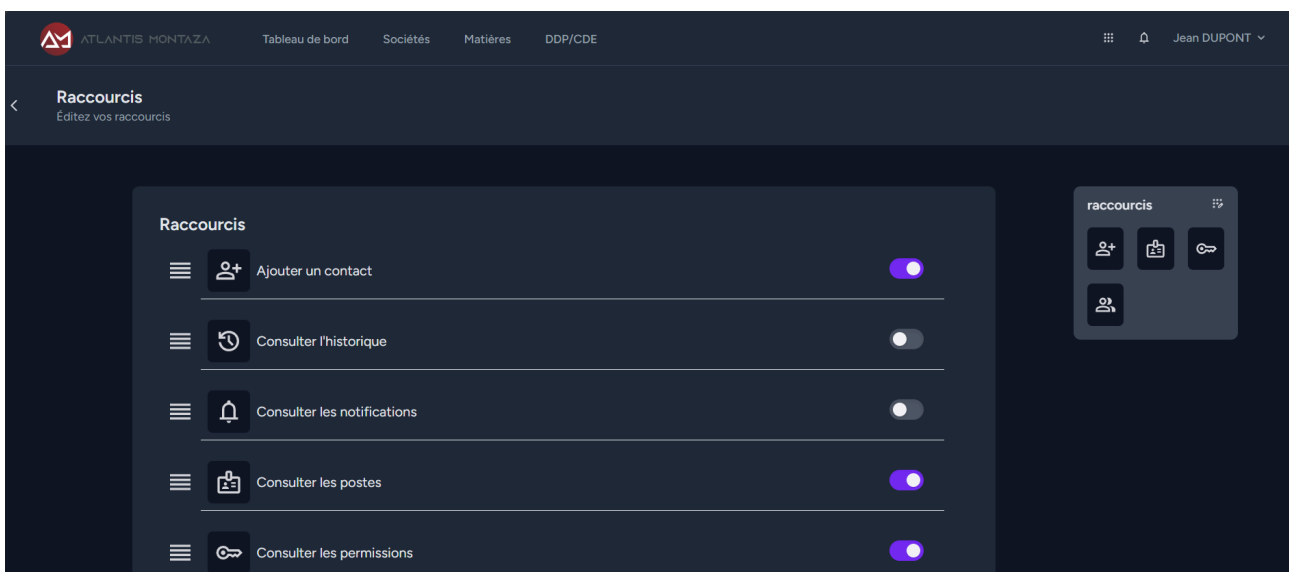 ATLANTIS MONTAZA Tableau de bord Sociétés Matières DDP/CDE Jean DUPONT
Raccourcis
Éditez vos raccourcis
raccourcis
Raccourcis
Ajouter un contact
Consulter l'historique
Consulter les notifications
Consulter les postes
Consulter les permissions